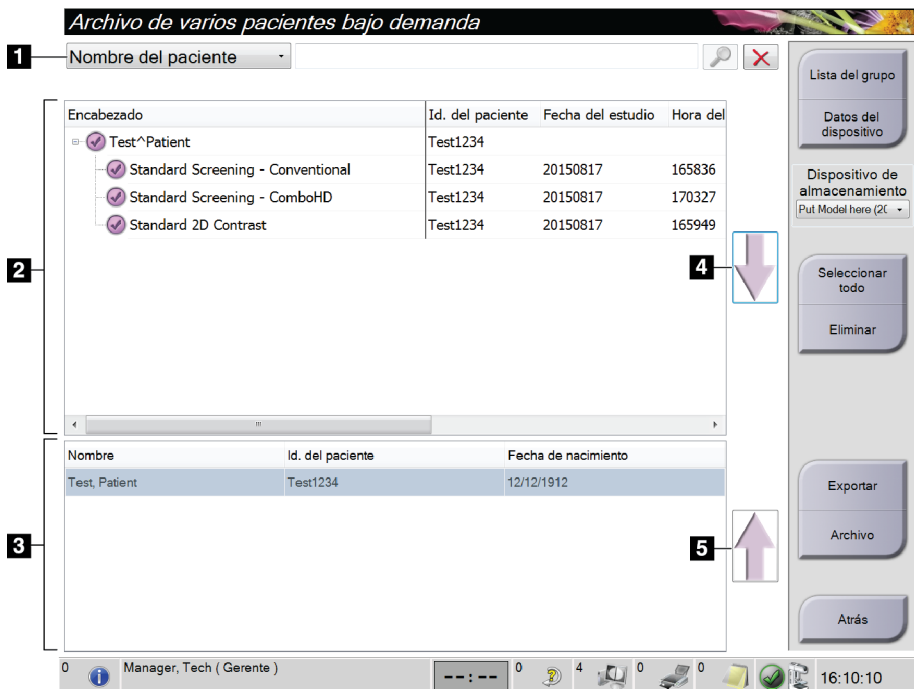 Archivo de varios pacientes bajo demanda
1
Nombre del paciente
Lista del grupo
Datos del
dispositivo
Dispositivo de
almacenamiento
Put Model here (2(
Seleccionar
todo
Eliminar
Exportar
Archivo
Atrás
2
Encabezado Id. del paciente Fecha del estudio Hora del
Test^Patient Test1234
Standard Screening - Conventional Test1234 20150817 165836
Standard Screening - ComboHD Test1234 20150817 170327
Standard 2D Contrast Test1234 20150817 165949
4
3
Nombre Id. del paciente Fecha de nacimiento
Test, Patient Test1234 12/12/1912
5
0 Manager, Tech ( Gerente ) --:-- 0 4 0 0 16:10:10